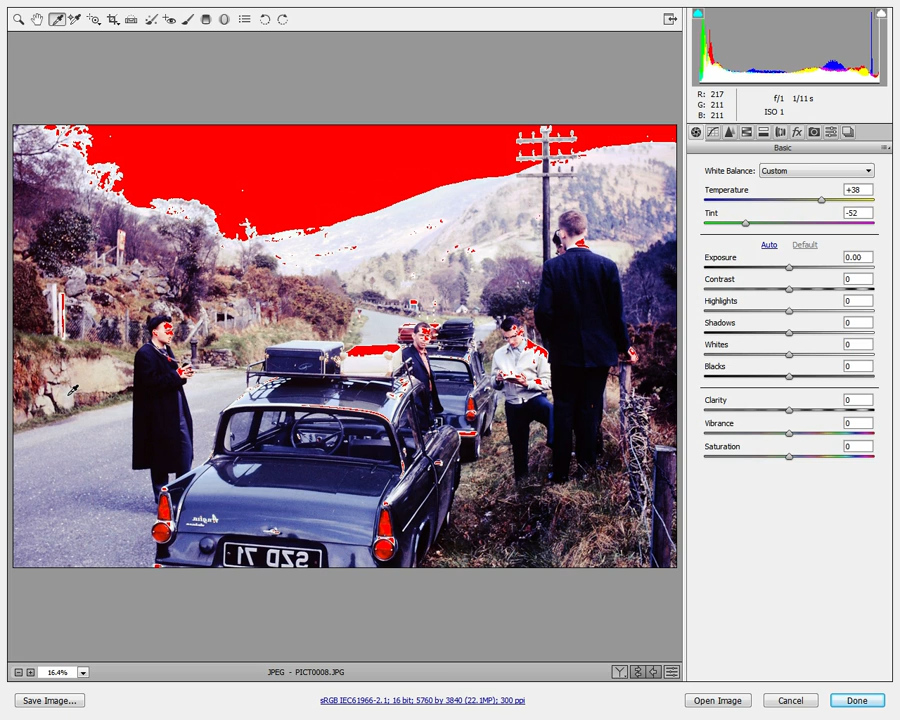 fx
R: 217
G: 211
B: 211
f/1 1/11 s
ISO 1
Basic
White Balance: Custom
Temperature +38
Tint -52
Auto Default
Exposure 0.00
Contrast 0
Highlights 0
Shadows 0
Whites 0
Blacks 0
Clarity 0
Vibrance 0
Saturation 0
Anglia
SZD 71
16.4%
JPEG - PICT0008.JPG
Y
Save Image...
sRGB IEC61966-2.1; 16 bit; 5760 by 3840 (22.1MP); 300 ppi
Open Image
Cancel
Done